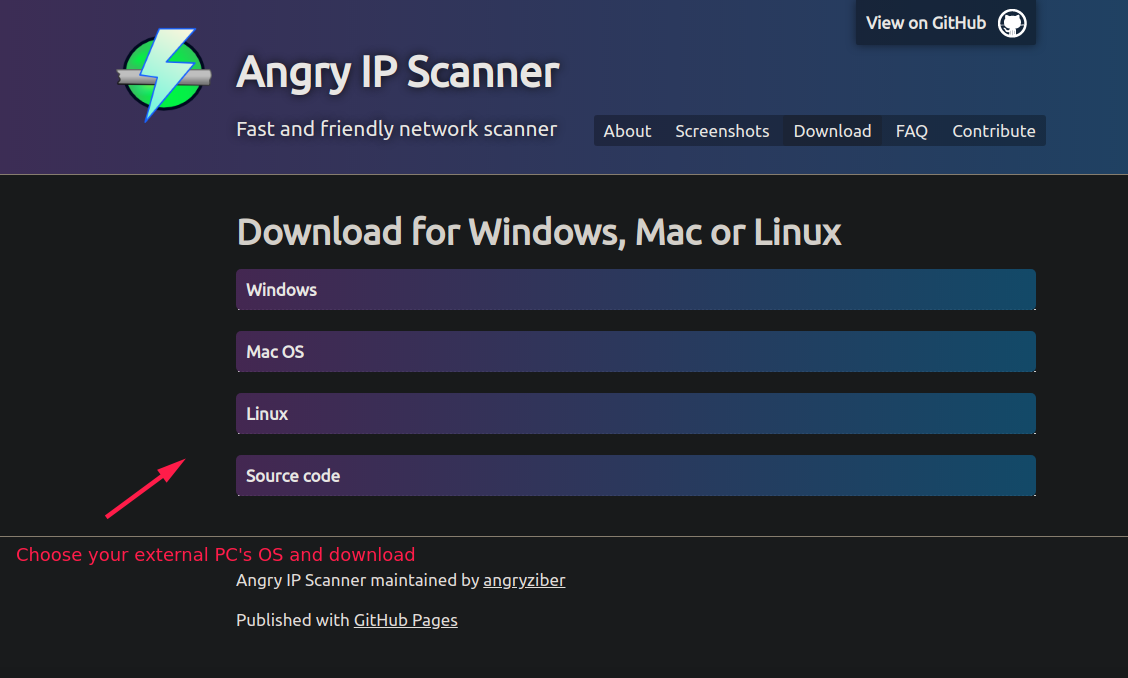 View on GitHub
Angry IP Scanner
Fast and friendly network scanner
About Screenshots Download FAQ Contribute
Download for Windows, Mac or Linux
Windows
Mac OS
Linux
Source code
Choose your external PC's OS and download
Angry IP Scanner maintained by angryziber
Published with GitHub Pages